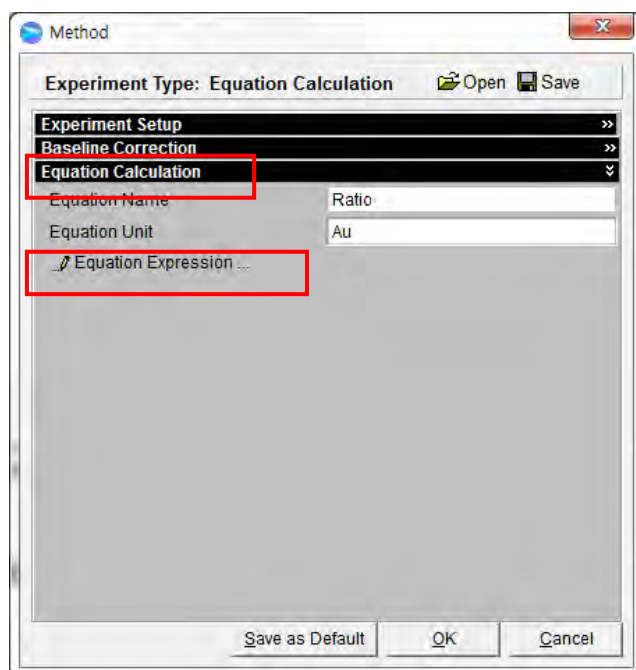 Method
Experiment Type: Equation Calculation Open Save
Experiment Setup »
Baseline Correction »
Equation Calculation
Equation Name Ratio
Equation Unit Au
Equation Expression ...
Save as Default OK Cancel